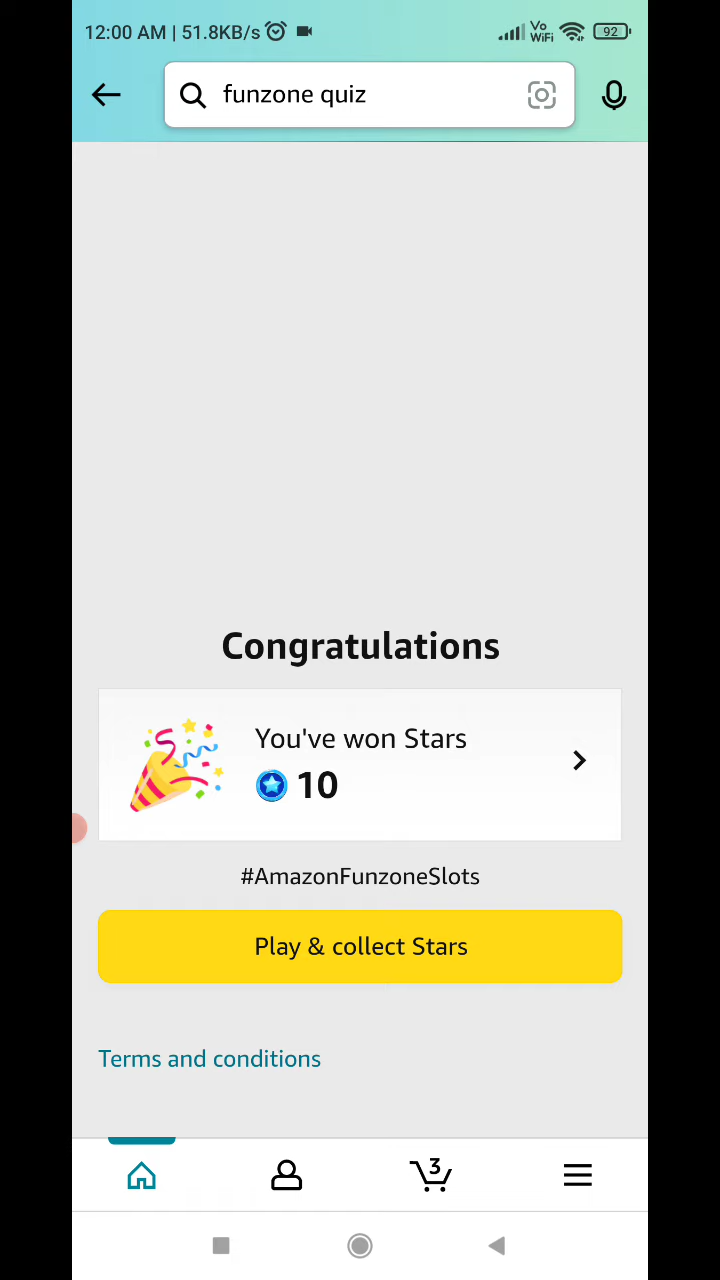 12:00 AM | 51.8KB/s
Vo
WiFi
92
funzone quiz
Congratulations
You've won Stars
10
#AmazonFunzoneSlots
Play & collect Stars
Terms and conditions
3